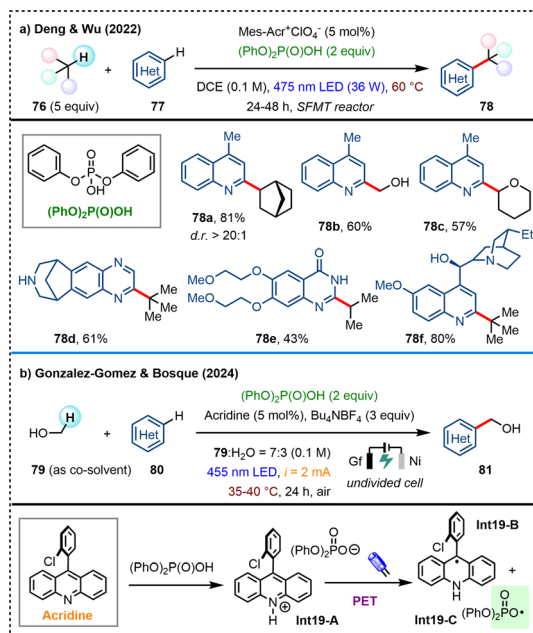 a) Deng & Wu (2022)
Mes-Acr⁺ClO₄⁻ (5 mol%)
(PhO)₂P(O)OH (2 equiv)
H
+
Het
H
Het
DCE (0.1 M), 475 nm LED (36 W), 60 °C
24-48 h, SFMT reactor
76 (5 equiv)
77
78
O
O P O
OH
(PhO)₂P(O)OH
Me
N
78a, 81%
d.r. > 20:1
Me
N
OH
78b, 60%
Me
N
O
78c, 57%
HN
N
N
Me
Me
Me
78d, 61%
MeO
O
MeO
O
O
NH
N
Me
Me
78e, 43%
Et
HO
N
MeO
N
Me
Me
Me
78f, 80%
b) Gonzalez-Gomez & Bosque (2024)
(PhO)₂P(O)OH (2 equiv)
Acridine (5 mol%), Bu₄NBF₄ (3 equiv)
HO
H
+
Het
H
Het
OH
79:H₂O = 7:3 (0.1 M)
455 nm LED, i = 2 mA
35-40 °C, 24 h, air
Gf
Ni
undivided cell
79 (as co-solvent)
80
81
Cl
N
Acridine
(PhO)₂P(O)OH
Cl
N
H
⊕
Int19-A
O
(PhO)₂PO⊖
PET
Int19-B
Cl
•
N
H
+
Int19-C
O
(PhO)₂PO•